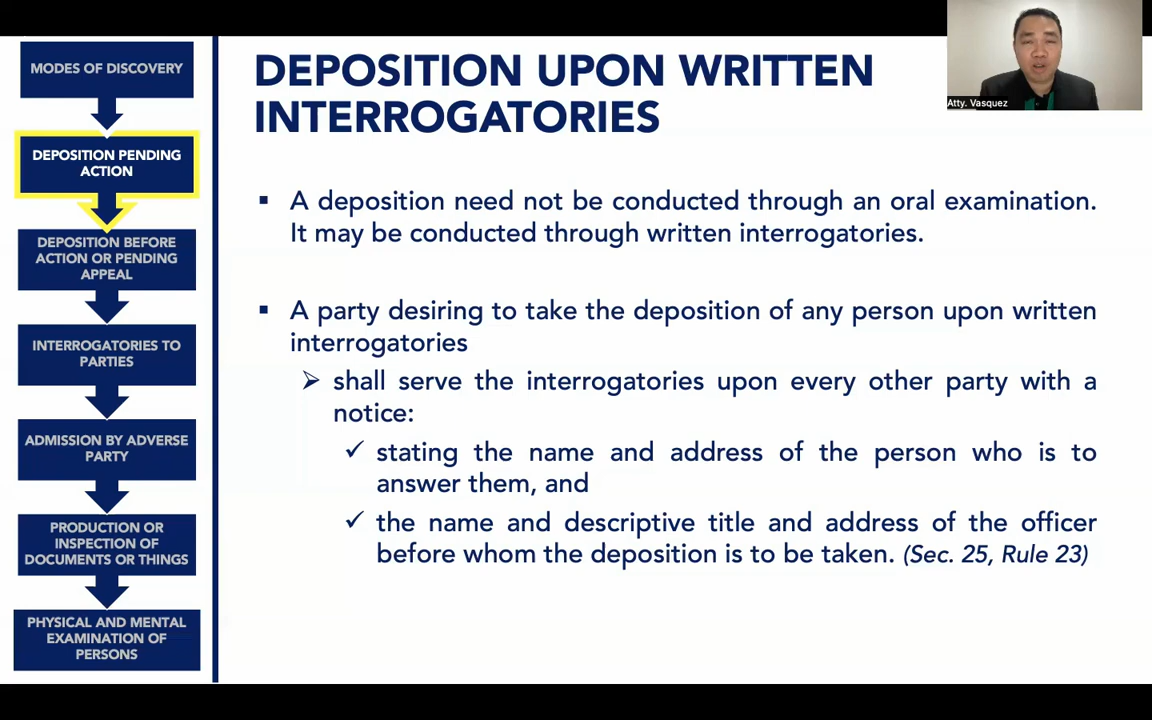 MODES OF DISCOVERY
DEPOSITION PENDING
ACTION
DEPOSITION BEFORE
ACTION OR PENDING
APPEAL
INTERROGATORIES TO
PARTIES
ADMISSION BY ADVERSE
PARTY
PRODUCTION OR
INSPECTION OF
DOCUMENTS OR THINGS
PHYSICAL AND MENTAL
EXAMINATION OF
PERSONS
DEPOSITION UPON WRITTEN
INTERROGATORIES
▪ A deposition need not be conducted through an oral examination.
It may be conducted through written interrogatories.
▪ A party desiring to take the deposition of any person upon written
interrogatories
➢ shall serve the interrogatories upon every other party with a
notice:
✓ stating the name and address of the person who is to
answer them, and
✓ the name and descriptive title and address of the officer
before whom the deposition is to be taken. (Sec. 25, Rule 23)
Atty. Vasquez